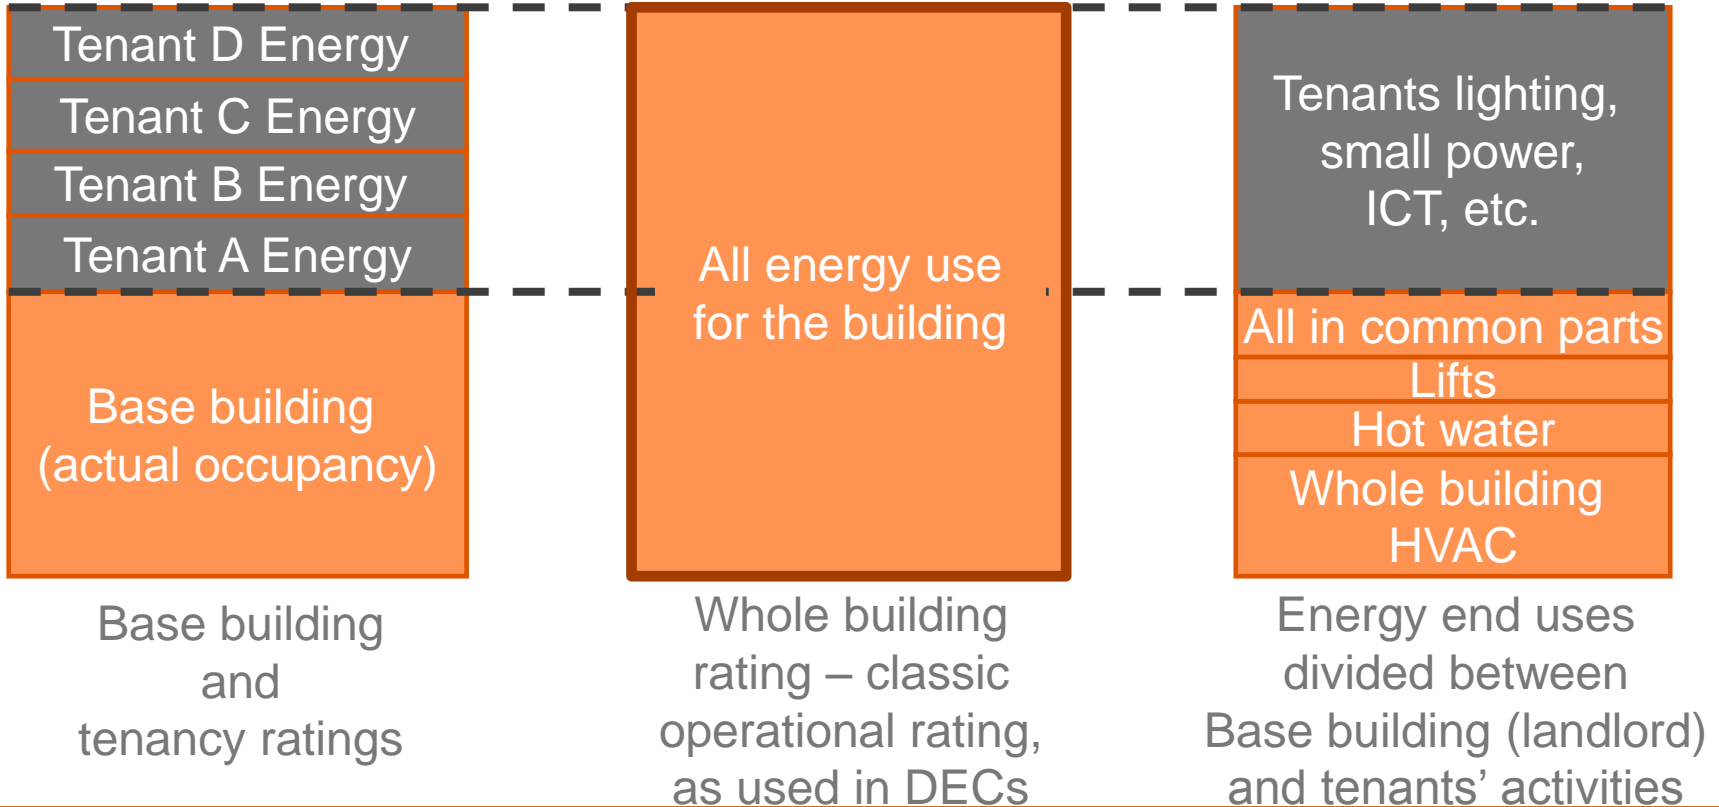 Tenant D Energy
Tenant C Energy
Tenant B Energy
Tenant A Energy
Base building
(actual occupancy)
Base building
and
tenancy ratings
All energy use
for the building
Whole building
rating – classic
operational rating,
as used in DECs
Tenants lighting,
small power,
ICT, etc.
All in common parts
Lifts
Hot water
Whole building
HVAC
Energy end uses
divided between
Base building (landlord)
and tenants’ activities